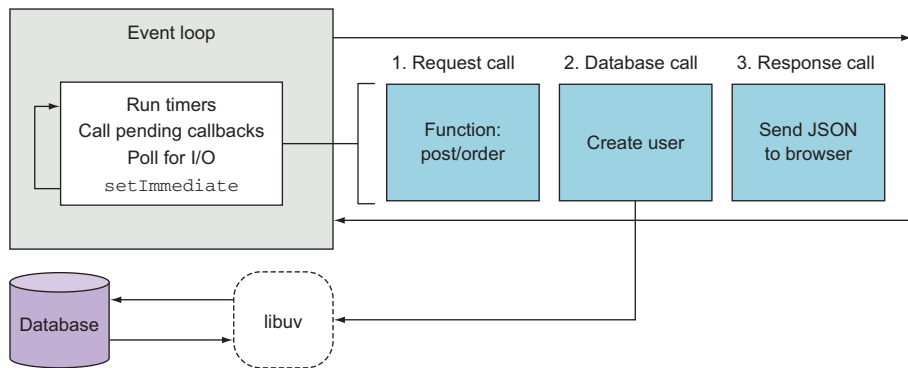 Event loop
Run timers
Call pending callbacks
Poll for I/O
setImmediate
1. Request call
2. Database call
3. Response call
Function:
post/order
Create user
Send JSON
to browser
Database
libuv